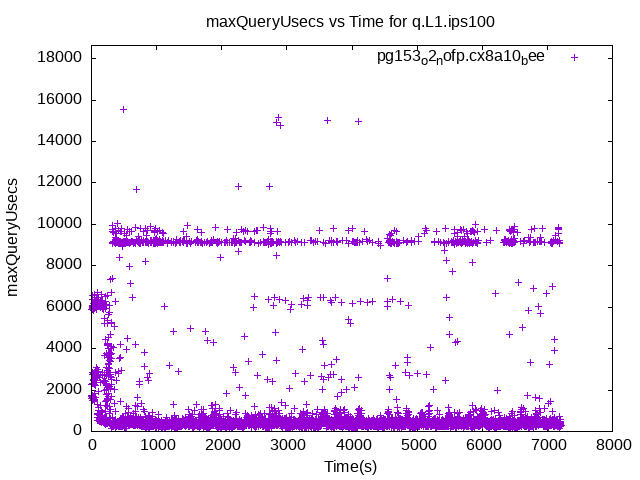 maxQueryUsecs vs Time for q.L1.ips100
pg153o2nofp.cx8a10bee
maxQueryUsecs
18000
16000
14000
12000
10000
8000
6000
4000
2000
0
0 1000 2000 3000 4000 5000 6000 7000 8000
Time(s)